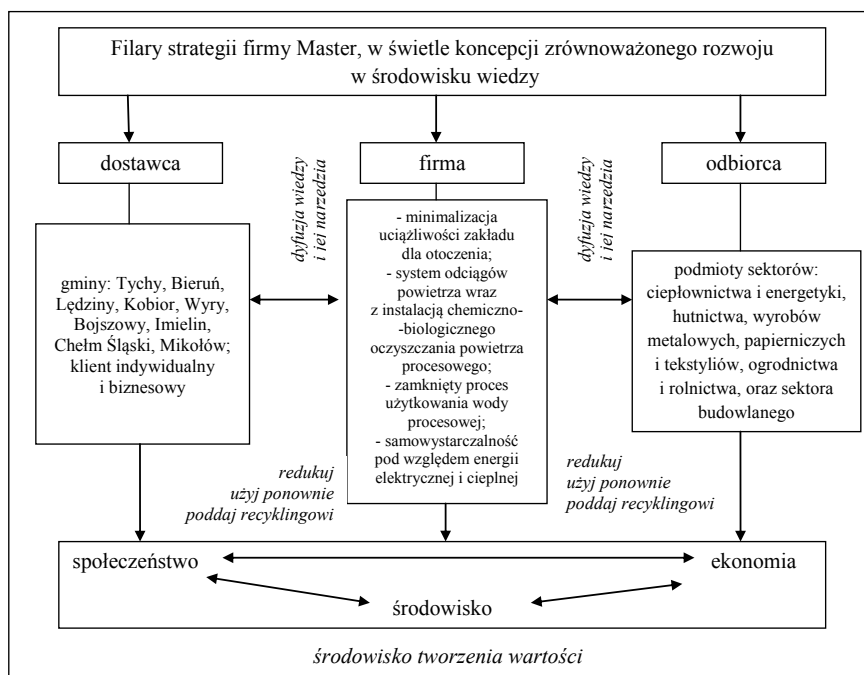 Filary strategii firmy Master, w świetle koncepcji zrównoważonego rozwoju
w środowisku wiedzy
dostawca
firma
odbiorca
dyfuzja wiedzy
i jej narzędzia
dyfuzja wiedzy
i jej narzędzia
gminy: Tychy, Bieruń,
Lędziny, Kobior, Wyry,
Bojszowy, Imielin,
Chełm Śląski, Mikołów;
klient indywidualny
i biznesowy
- minimalizacja
uciążliwości zakładu
dla otoczenia;
- system odciągów
powietrza wraz
z instalacją chemiczno-
-biologicznego
oczyszczania powietrza
procesowego;
- zamknięty proces
użytkowania wody
procesowej;
- samowystarczalność
pod względem energii
elektrycznej i cieplnej
podmioty sektorów:
ciepłownictwa i energetyki,
hutnictwa, wyrobów
metalowych, papierniczych
i tekstyliów, ogrodnictwa
i rolnictwa, oraz sektora
budowlanego
redukuj
użyj ponownie
poddaj recyklingowi
redukuj
użyj ponownie
poddaj recyklingowi
społeczeństwo
ekonomia
środowisko
środowisko tworzenia wartości